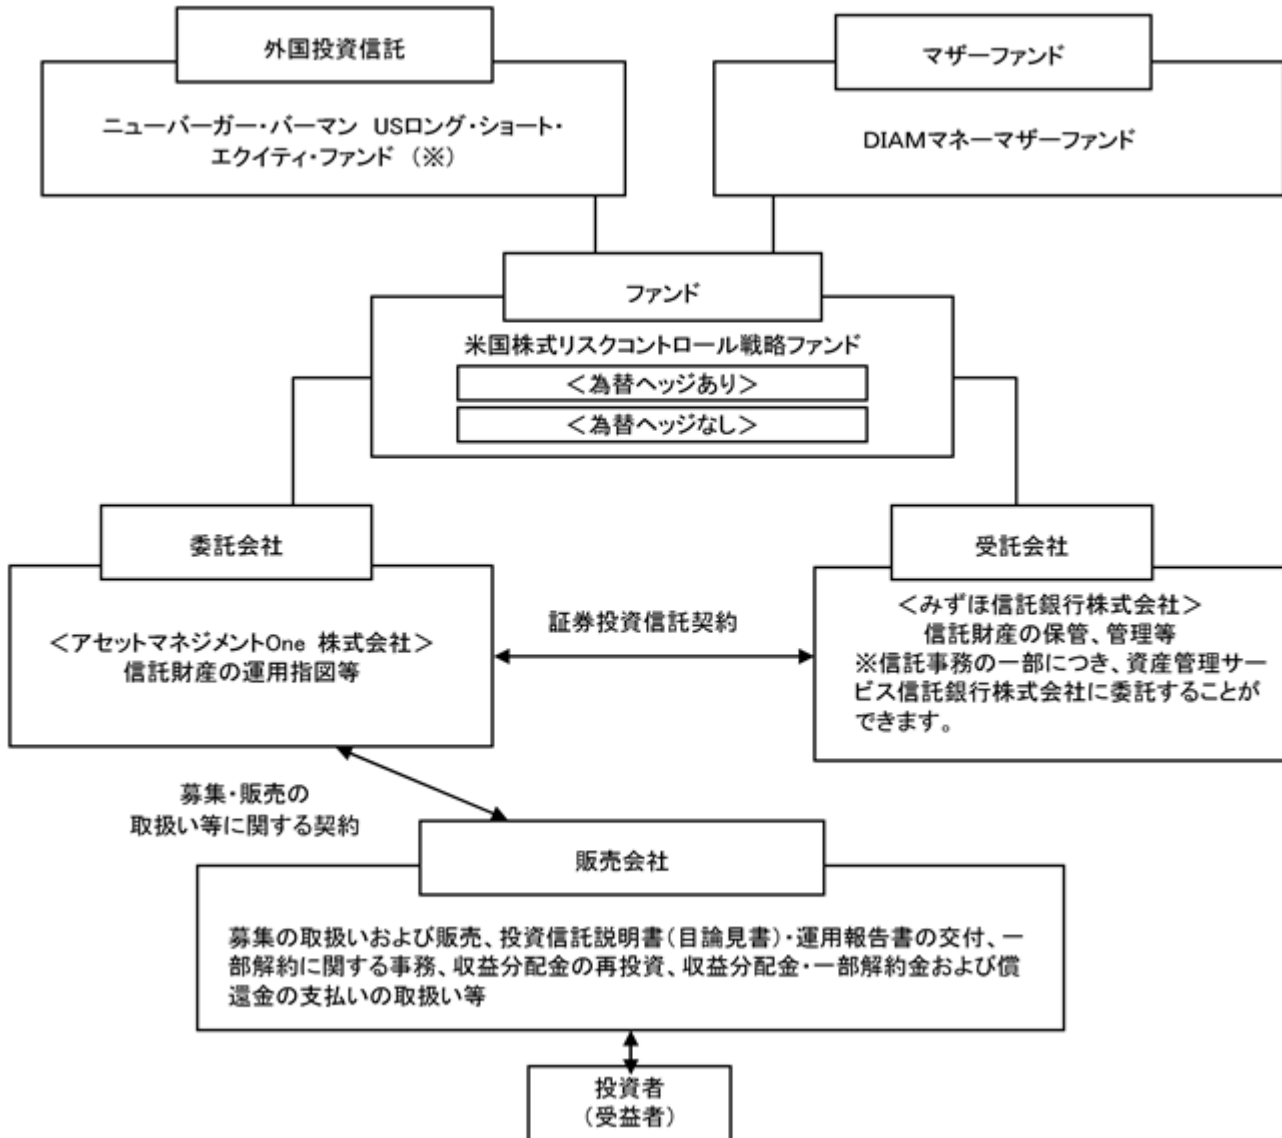 外国投資信託
ニューバーガー・バーマン USロング・ショート・
エクイティ・ファンド (※)
マザーファンド
DIAMマネーマザーファンド
ファンド
米国株式リスクコントロール戦略ファンド
＜為替ヘッジあり＞
＜為替ヘッジなし＞
委託会社
＜アセットマネジメントOne 株式会社＞
信託財産の運用指図等
証券投資信託契約
受託会社
＜みずほ信託銀行株式会社＞
信託財産の保管、管理等
※信託事務の一部につき、資産管理サー
ビス信託銀行株式会社に委託することが
できます。
募集・販売の
取扱い等に関する契約
販売会社
募集の取扱いおよび販売、投資信託説明書(目論見書)・運用報告書の交付、一
部解約に関する事務、収益分配金の再投資、収益分配金・一部解約金および償
還金の支払いの取扱い等
投資者
(受益者)